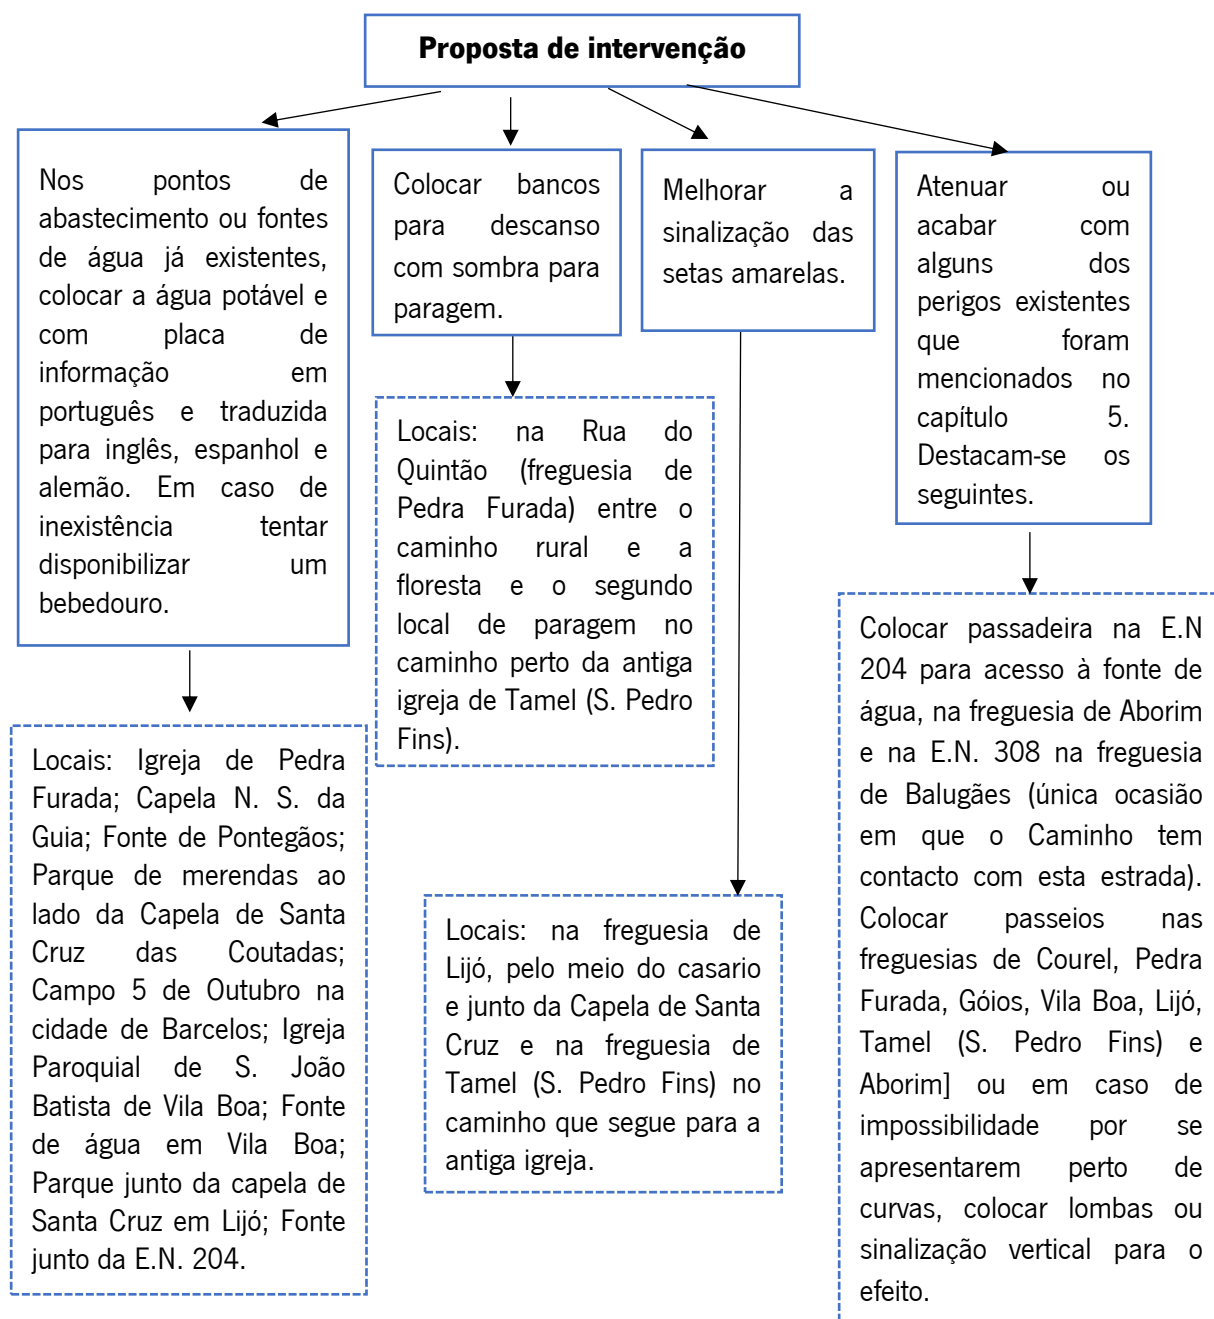 Proposta de intervenção
Nos pontos de
abastecimento ou fontes
de água já existentes,
colocar a água potável e
com placa de
informação em
português e traduzida
para inglês, espanhol e
alemão. Em caso de
inexistência tentar
disponibilizar um
bebedouro.
Colocar bancos
para descanso
com sombra para
paragem.
Melhorar a
sinalização das
setas amarelas.
Atenuar ou
acabar com
alguns dos
perigos existentes
que foram
mencionados no
capítulo 5.
Destacam-se os
seguintes.
Locais: Igreja de Pedra
Furada; Capela N. S. da
Guia; Fonte de Pontegãos;
Parque de merendas ao
lado da Capela de Santa
Cruz das Coutadas;
Campo 5 de Outubro na
cidade de Barcelos; Igreja
Paroquial de S. João
Batista de Vila Boa; Fonte
de água em Vila Boa;
Parque junto da capela de
Santa Cruz em Lijó; Fonte
junto da E.N. 204.
Locais: na Rua do
Quintão (freguesia de
Pedra Furada) entre o
caminho rural e a
floresta e o segundo
local de paragem no
caminho perto da antiga
igreja de Tamel (S. Pedro
Fins).
Locais: na freguesia de
Lijó, pelo meio do casario
e junto da Capela de Santa
Cruz e na freguesia de
Tamel (S. Pedro Fins) no
caminho que segue para a
antiga igreja.
Colocar passadeira na E.N
204 para acesso à fonte de
água, na freguesia de Aborim
e na E.N. 308 na freguesia
de Balugães (única ocasião
em que o Caminho tem
contacto com esta estrada).
Colocar passeios nas
freguesias de Courel, Pedra
Furada, Góios, Vila Boa, Lijó,
Tamel (S. Pedro Fins) e
Aborim] ou em caso de
impossibilidade por se
apresentarem perto de
curvas, colocar lombas ou
sinalização vertical para o
efeito.